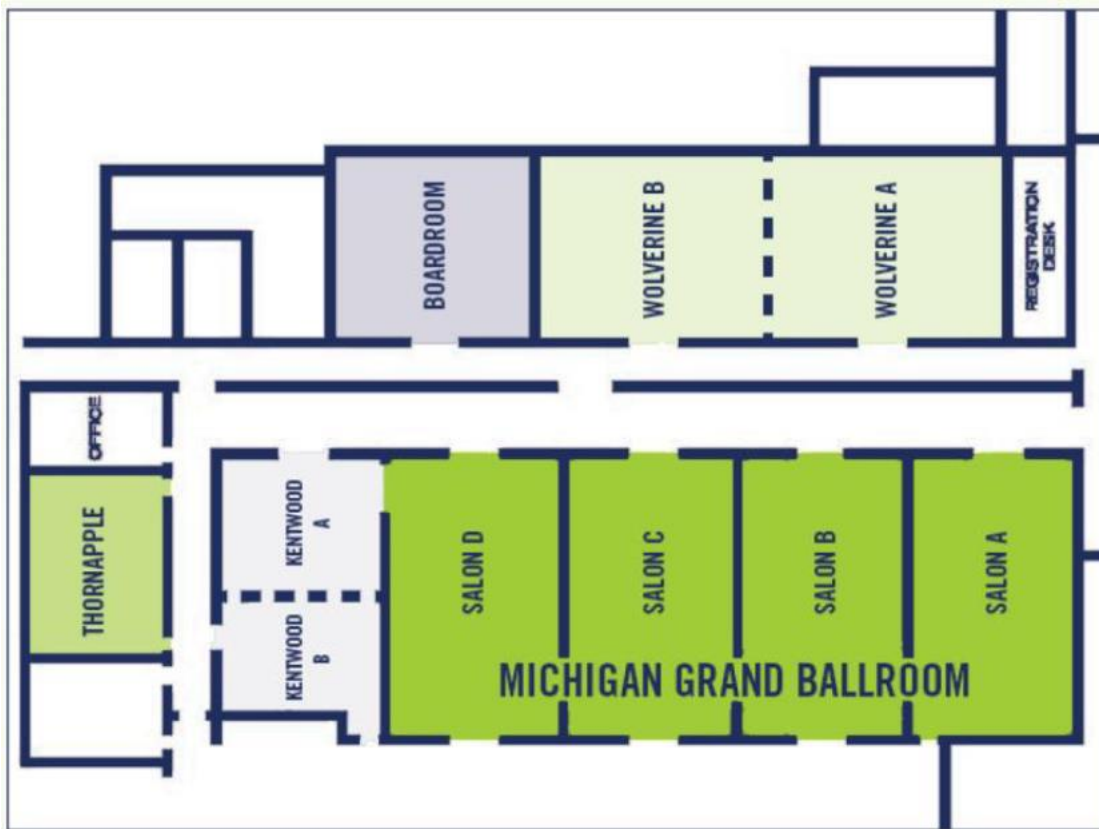 BOARDROOM
WOLVERINE B
WOLVERINE A
REGISTRATION
DESK
OFFICE
THORNAPPLE
KENTWOOD
A
KENTWOOD
B
SALON D
SALON C
SALON B
SALON A
MICHIGAN GRAND BALLROOM